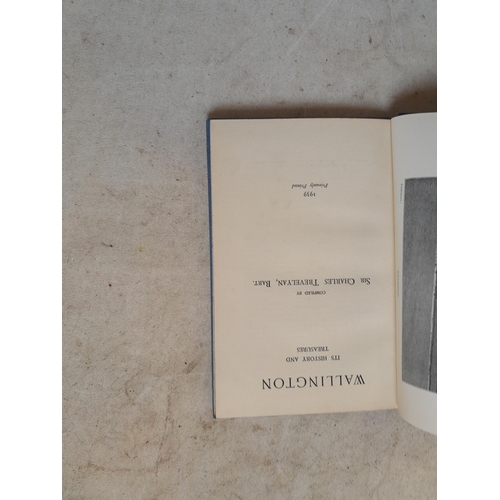 WALLINGTON
ITS HISTORY AND
TREASURES
COMPILED BY
SIR CHARLES TREVELYAN, BART.
1939
Privately Printed